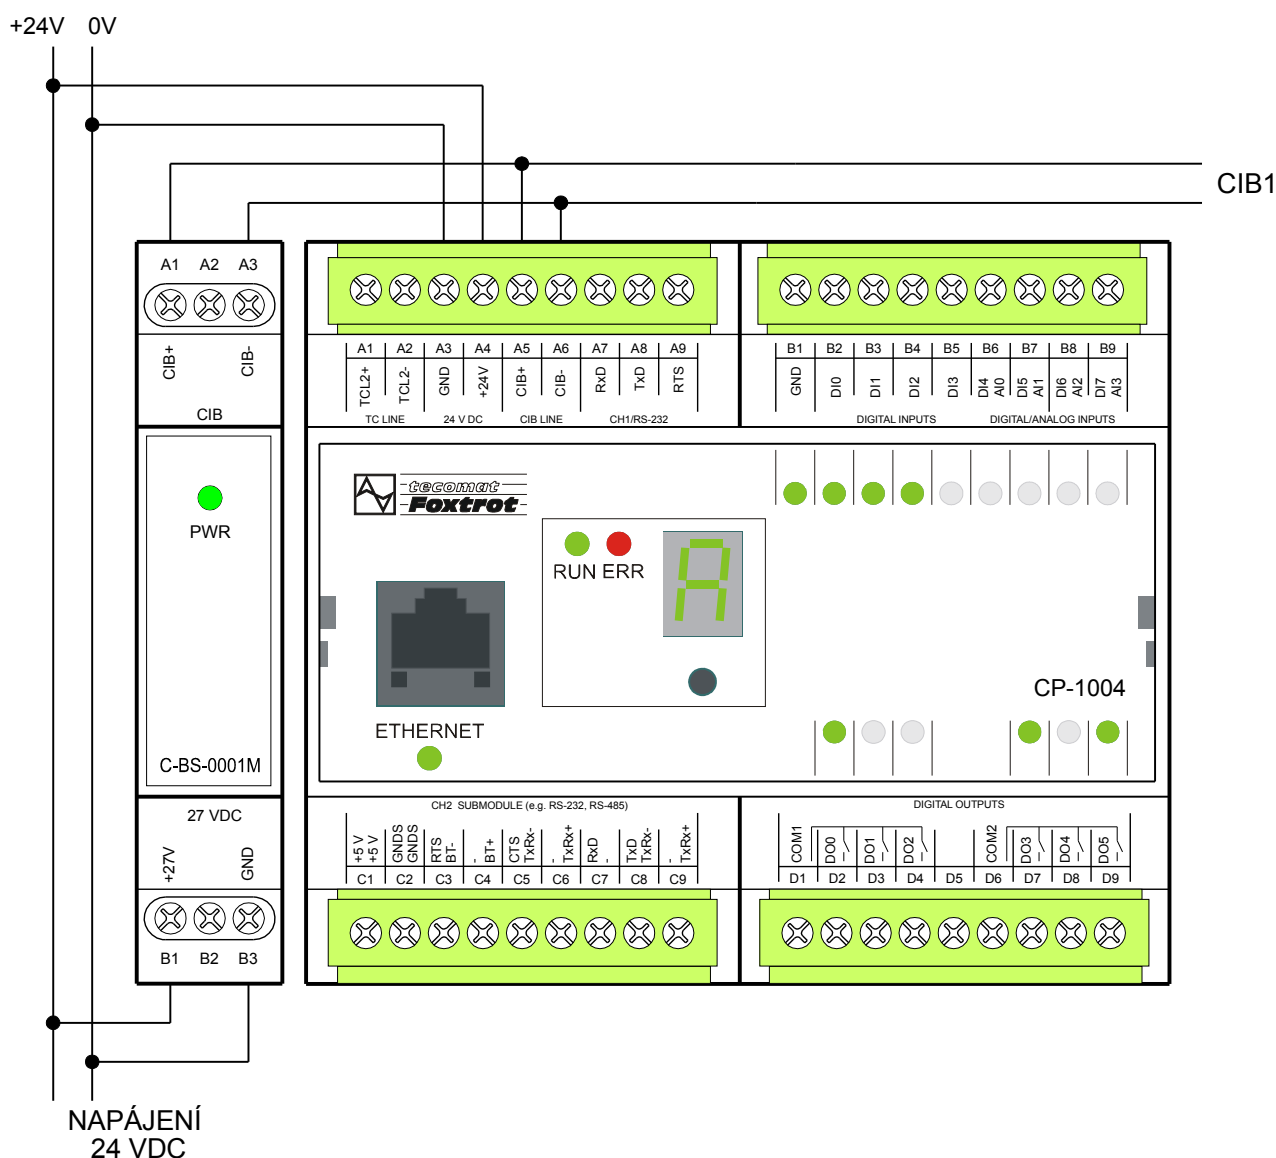 +24V 0V
CIB1
A1 A2 A3
CIB+ CIB-
CIB
PWR
C-BS-0001M
27 VDC
+27V GND
B1 B2 B3
A1 A2 A3 A4 A5 A6 A7 A8 A9
TCL2+ TCL2- GND +24V CIB+ CIB- RxD TxD RTS
TC LINE 24 V DC CIB LINE CH1/RS-232
B1 B2 B3 B4 B5 B6 B7 B8 B9
GND DI0 DI1 DI2 DI3 DI4 AI0 DI5 AI1 DI6 AI2 DI7 AI3
DIGITAL INPUTS DIGITAL/ANALOG INPUTS
tecomat
Foxtrot
RUN ERR
A
ETHERNET
CP-1004
CH2 SUBMODULE (e.g. RS-232, RS-485)
+5 V +5 V GNDS GNDS RTS BT- - BT+ CTS TxRx- - TxRx+ RxD - TxD TxRx- - TxRx+
C1 C2 C3 C4 C5 C6 C7 C8 C9
DIGITAL OUTPUTS
COM1 DO0 DO1 DO2 COM2 DO3 DO4 DO5
D1 D2 D3 D4 D5 D6 D7 D8 D9
NAPÁJENÍ
24 VDC